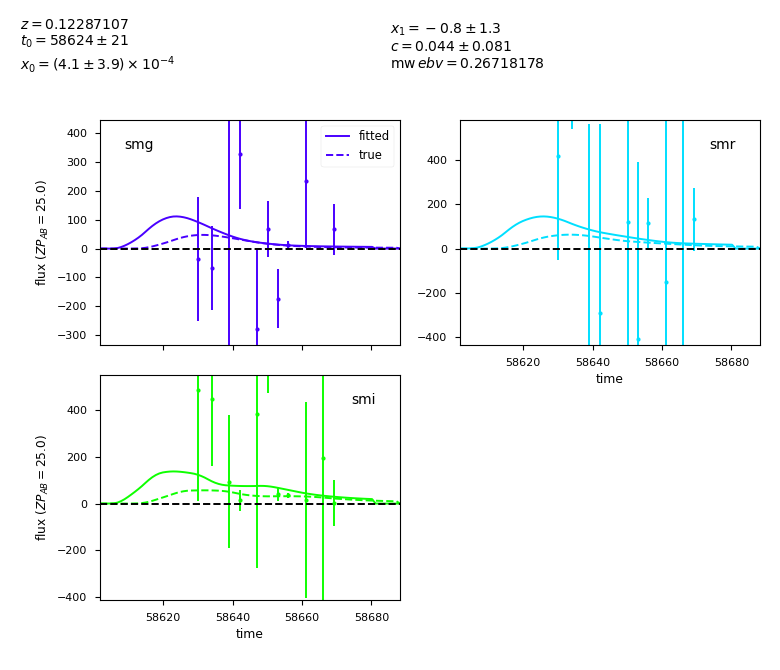 z = 0.12287107
t₀ = 58624 ± 21
x₀ = (4.1 ± 3.9) × 10⁻⁴
x₁ = −0.8 ± 1.3
c = 0.044 ± 0.081
mw ebv = 0.26718178
smg
fitted
true
400
300
200
100
0
−100
−200
−300
flux (ZP_AB = 25.0)
smr
400
200
0
−200
−400
58620 58640 58660 58680
time
smi
400
200
0
−200
−400
flux (ZP_AB = 25.0)
58620 58640 58660 58680
time